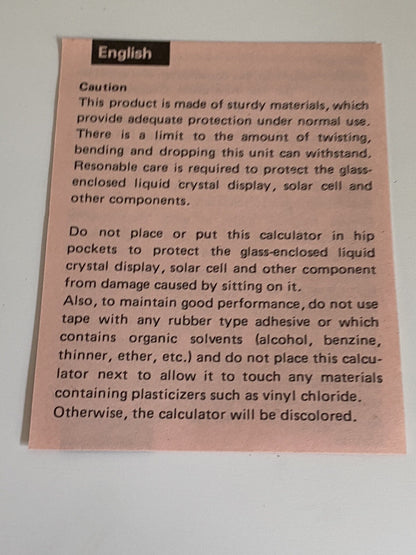 English
Caution
This product is made of sturdy materials, which
provide adequate protection under normal use.
There is a limit to the amount of twisting,
bending and dropping this unit can withstand.
Resonable care is required to protect the glass-
enclosed liquid crystal display, solar cell and
other components.
Do not place or put this calculator in hip
pockets to protect the glass-enclosed liquid
crystal display, solar cell and other component
from damage caused by sitting on it.
Also, to maintain good performance, do not use
tape with any rubber type adhesive or which
contains organic solvents (alcohol, benzine,
thinner, ether, etc.) and do not place this calcu-
lator next to allow it to touch any materials
containing plasticizers such as vinyl chloride.
Otherwise, the calculator will be discolored.